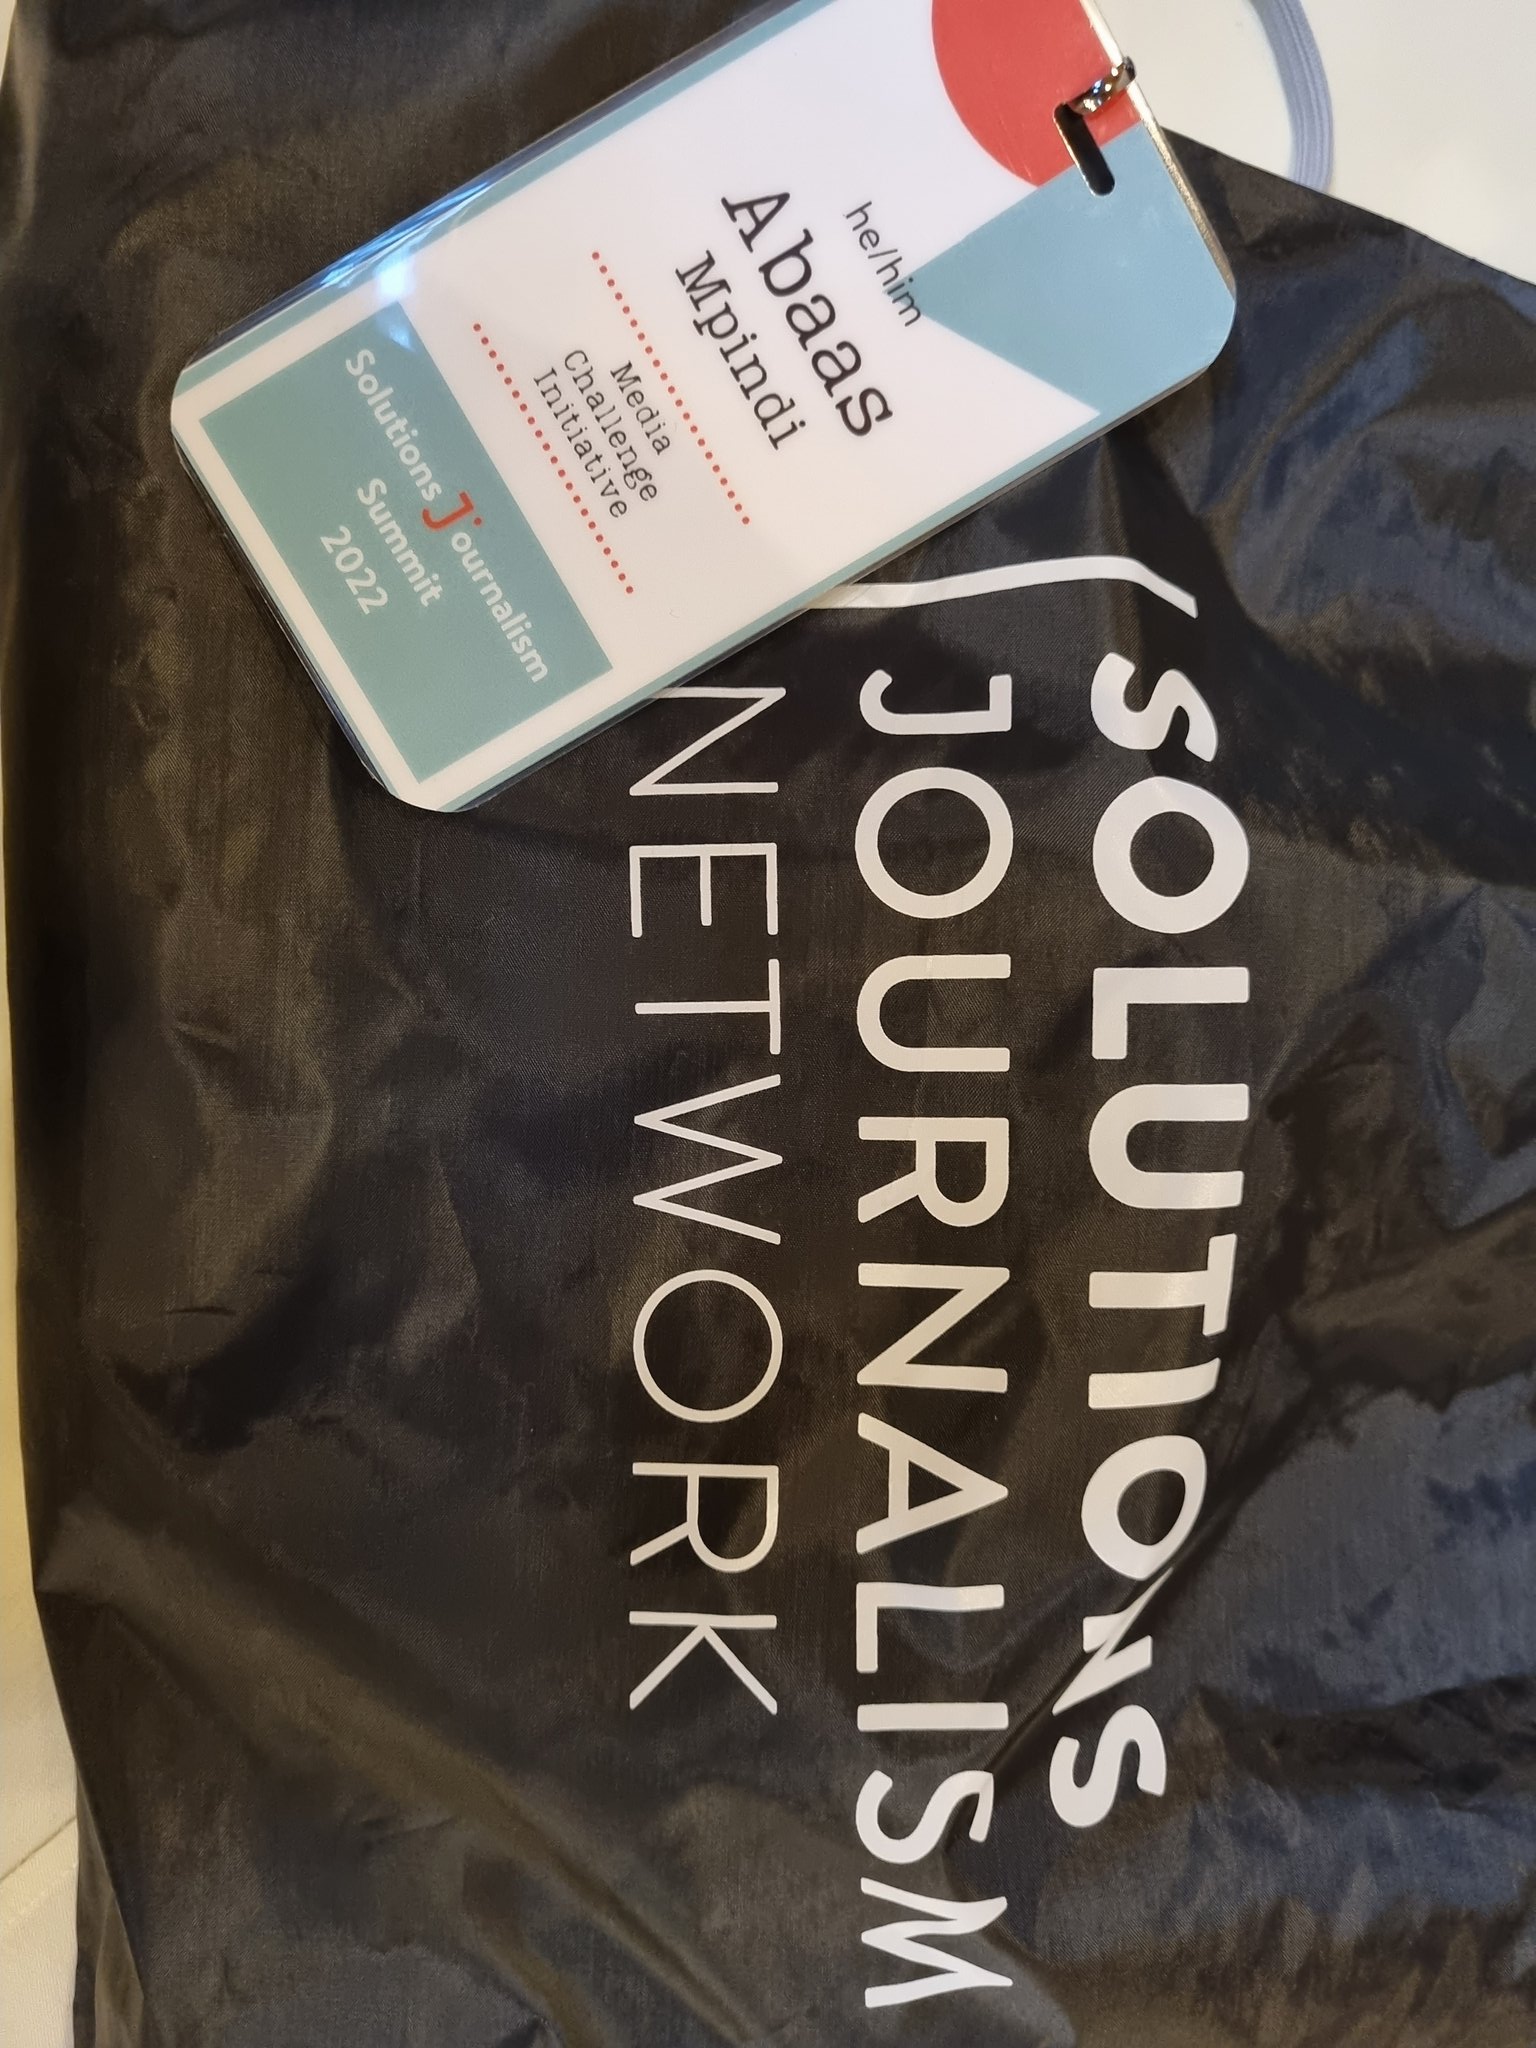 he/him
Abaas
Mpindi
Media
Challenge
Initiative
Solutions Journalism
Summit
2022
SOLUTIONS
JOURNALISM
NETWORK